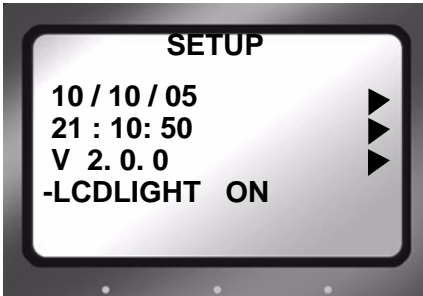 SETUP
10 / 10 / 05
21 : 10: 50
V 2. 0. 0
-LCDLIGHT ON